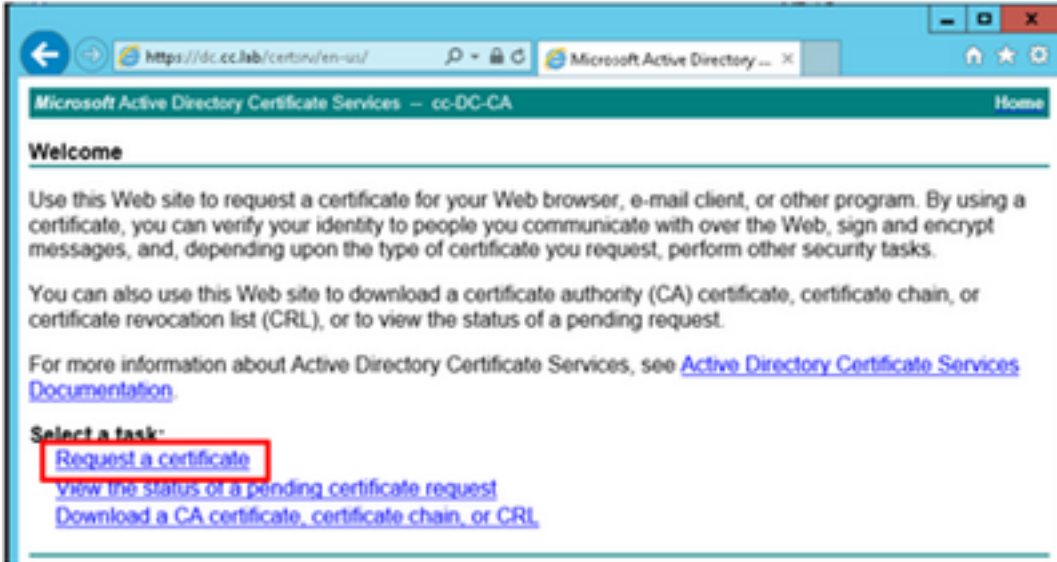 https://dc.cc.lab/certsrv/en-us/
Microsoft Active Directory ...
Microsoft Active Directory Certificate Services -- cc-DC-CA
Home
Welcome
Use this Web site to request a certificate for your Web browser, e-mail client, or other program. By using a
certificate, you can verify your identity to people you communicate with over the Web, sign and encrypt
messages, and, depending upon the type of certificate you request, perform other security tasks.
You can also use this Web site to download a certificate authority (CA) certificate, certificate chain, or
certificate revocation list (CRL), or to view the status of a pending request.
For more information about Active Directory Certificate Services, see Active Directory Certificate Services
Documentation.
Select a task:
Request a certificate
View the status of a pending certificate request
Download a CA certificate, certificate chain, or CRL